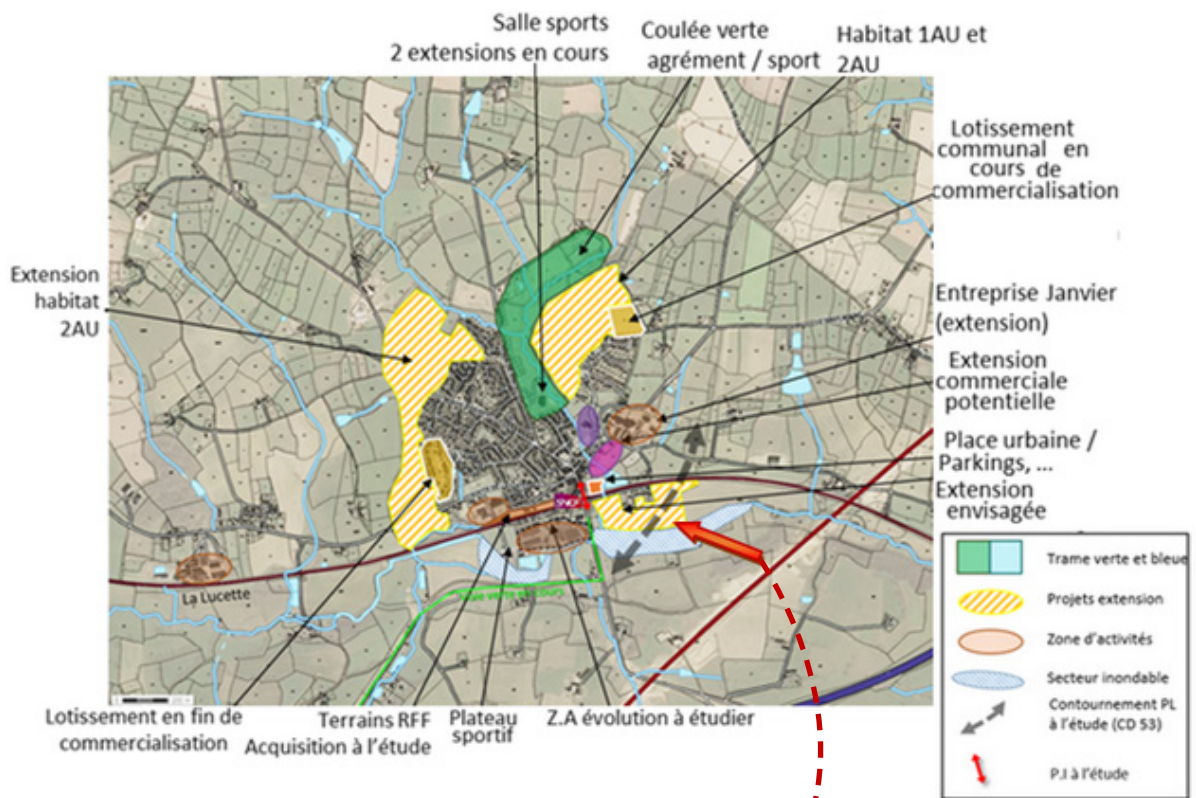 Salle sports
2 extensions en cours
Coulée verte
agrément / sport
Habitat 1AU et
2AU
Lotissement
communal en
cours de
commercialisation
Extension
habitat
2AU
Entreprise Janvier
(extension)
Extension
commerciale
potentielle
Place urbaine /
Parkings, ...
Extension
envisagée
SNCF
La Lucette
Lotissement en fin de
commercialisation
Terrains RFF
Acquisition à l'étude
Plateau
sportif
Z.A évolution à étudier
Trame verte et bleue
Projets extension
Zone d'activités
Secteur inondable
Contournement PL
à l'étude (CD 53)
P.I à l'étude